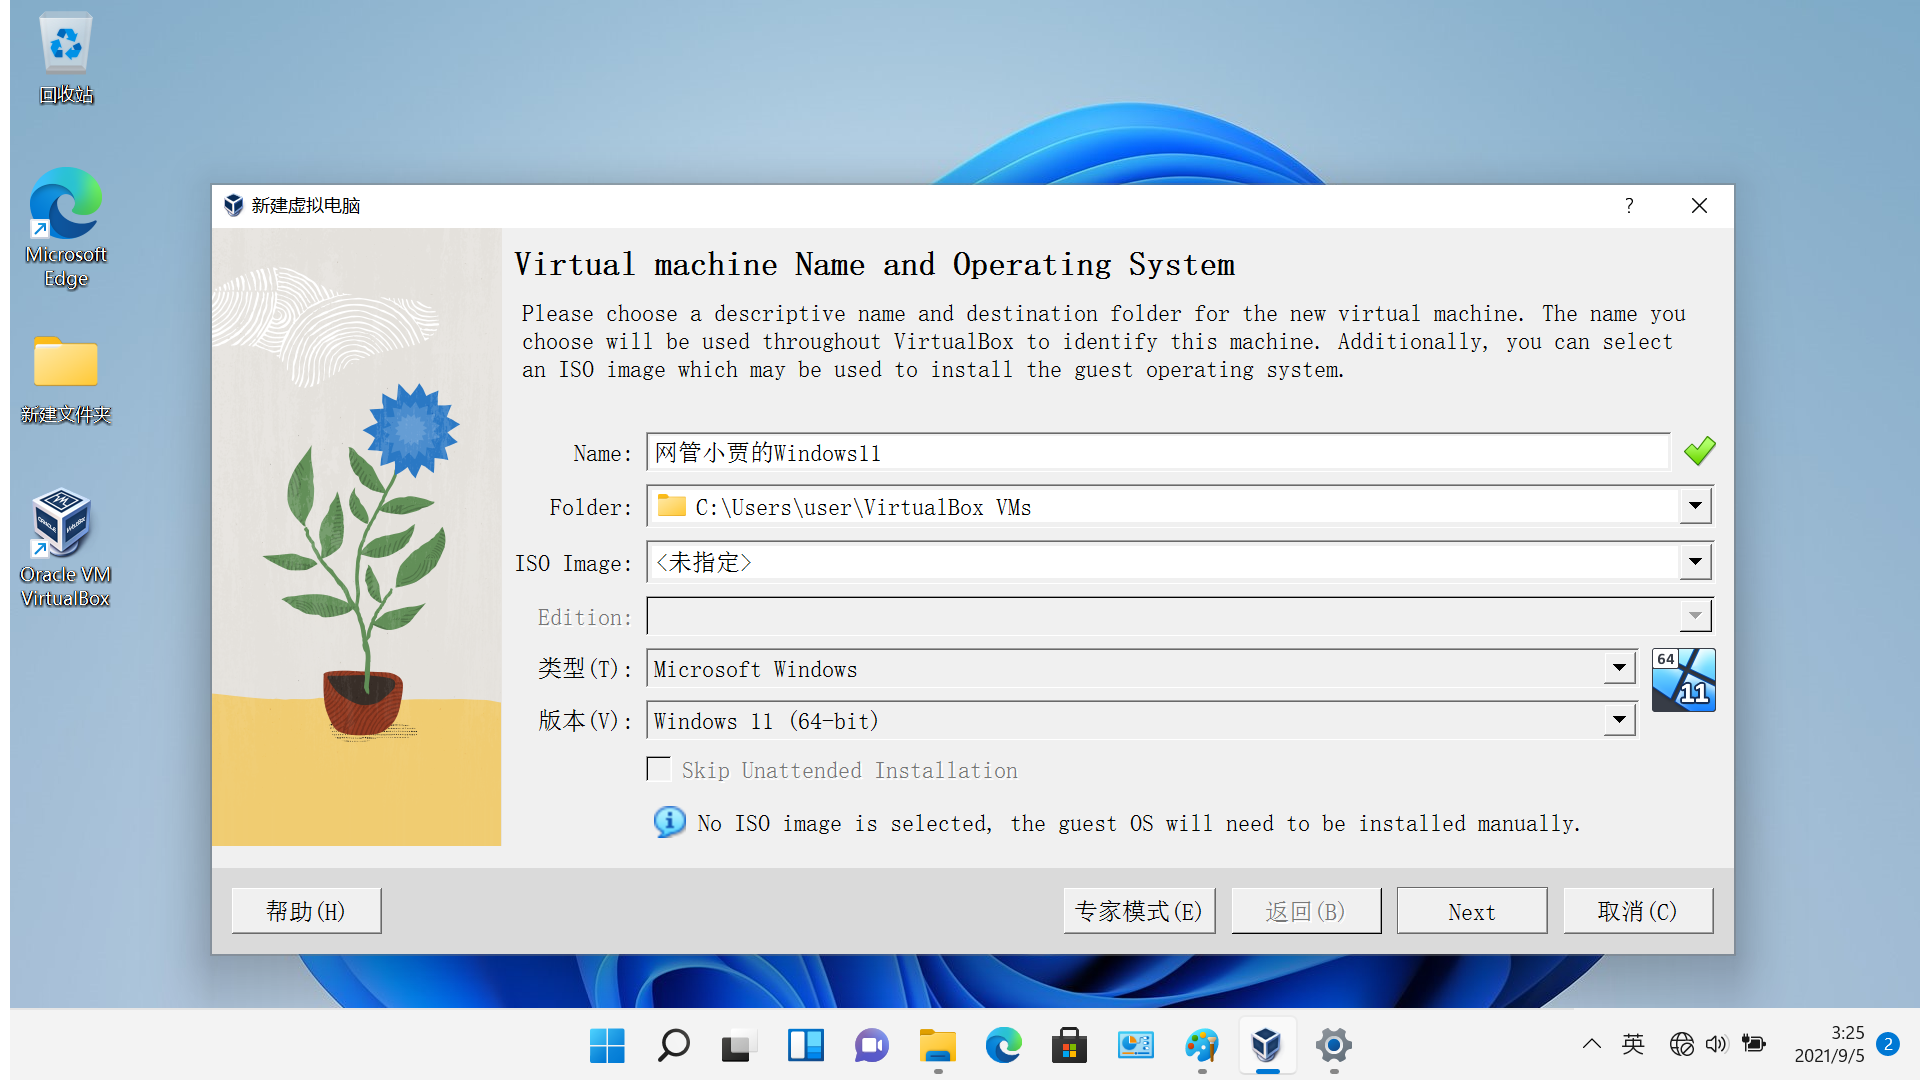 回收站
Microsoft
Edge
新建文件夹
Oracle VM
VirtualBox
新建虚拟电脑
?
Virtual machine Name and Operating System
Please choose a descriptive name and destination folder for the new virtual machine. The name you
choose will be used throughout VirtualBox to identify this machine. Additionally, you can select
an ISO image which may be used to install the guest operating system.
Name: 网管小贾的Windows11
Folder: C:\Users\user\VirtualBox VMs
ISO Image: <未指定>
Edition:
类型(T): Microsoft Windows
64
11
版本(V): Windows 11 (64-bit)
Skip Unattended Installation
No ISO image is selected, the guest OS will need to be installed manually.
帮助(H) 专家模式(E) 返回(B) Next 取消(C)
英
3:25
2021/9/5
2